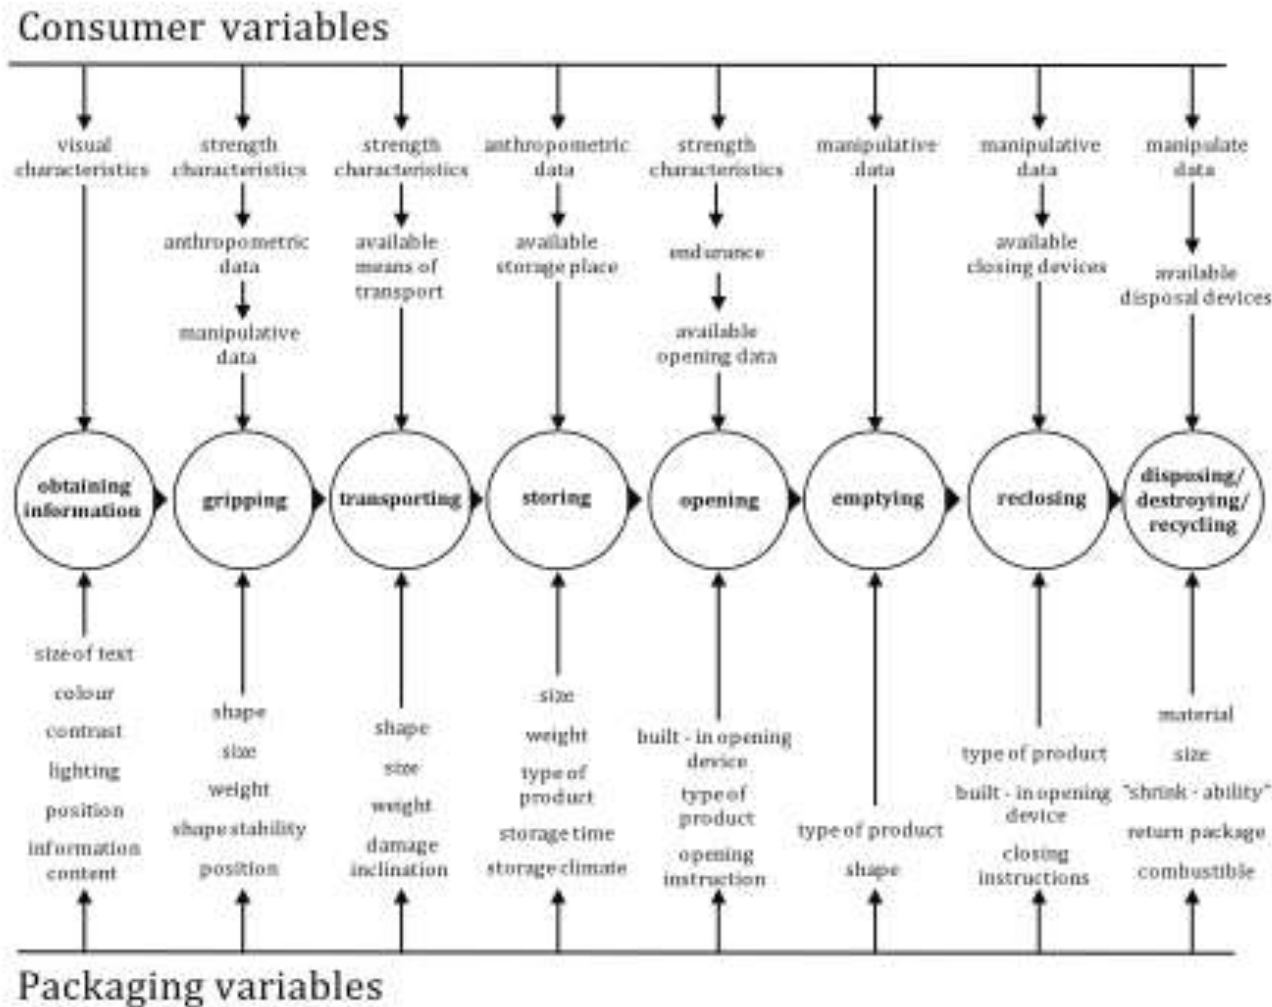 Consumer variables
visual
characteristics
strength
characteristics
anthropometric
data
manipulative
data
strength
characteristics
available
means of
transport
anthropometric
data
available
storage place
strength
characteristics
endurance
available
opening data
manipulative
data
manipulative
data
available
closing devices
manipulate
data
available
disposal devices
obtaining
information
gripping
transporting
storing
opening
emptying
reclosing
disposing/
destroying/
recycling
size of text
colour
contrast
lighting
position
information
content
shape
size
weight
shape stability
position
shape
size
weight
damage
inclination
size
weight
type of
product
storage time
storage climate
built - in opening
device
type of
product
opening
instruction
type of product
shape
type of product
built - in opening
device
closing
instructions
material
size
"shrink - ability"
return package
combustible
Packaging variables